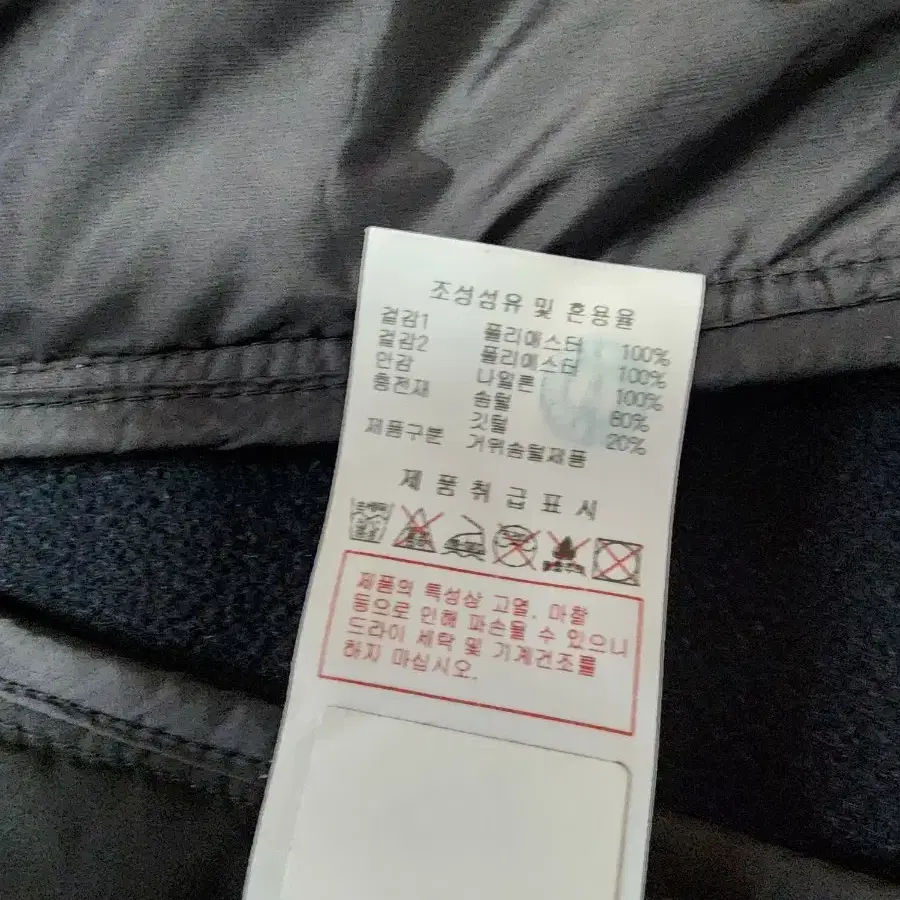 조성섬유 및 혼용율
겉감1 폴리에스터 100%
겉감2 폴리에스터 100%
안감 나일론 100%
충전재 솜털 80%
깃털 20%
제품구분 거위솜털제품
제품취급표시
제품의 특성상 고열, 마찰
등으로 인해 파손될 수 있으니
드라이 세탁 및 기계건조를
하지 마십시오.